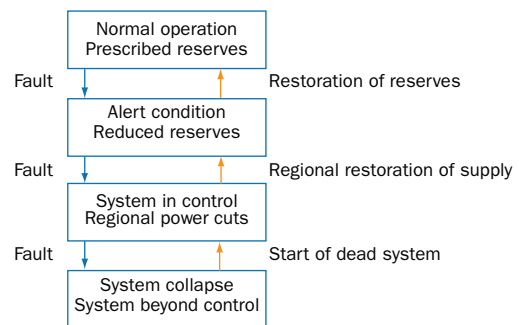 Normal operation
Prescribed reserves
Fault
Restoration of reserves
Alert condition
Reduced reserves
Fault
Regional restoration of supply
System in control
Regional power cuts
Fault
Start of dead system
System collapse
System beyond control